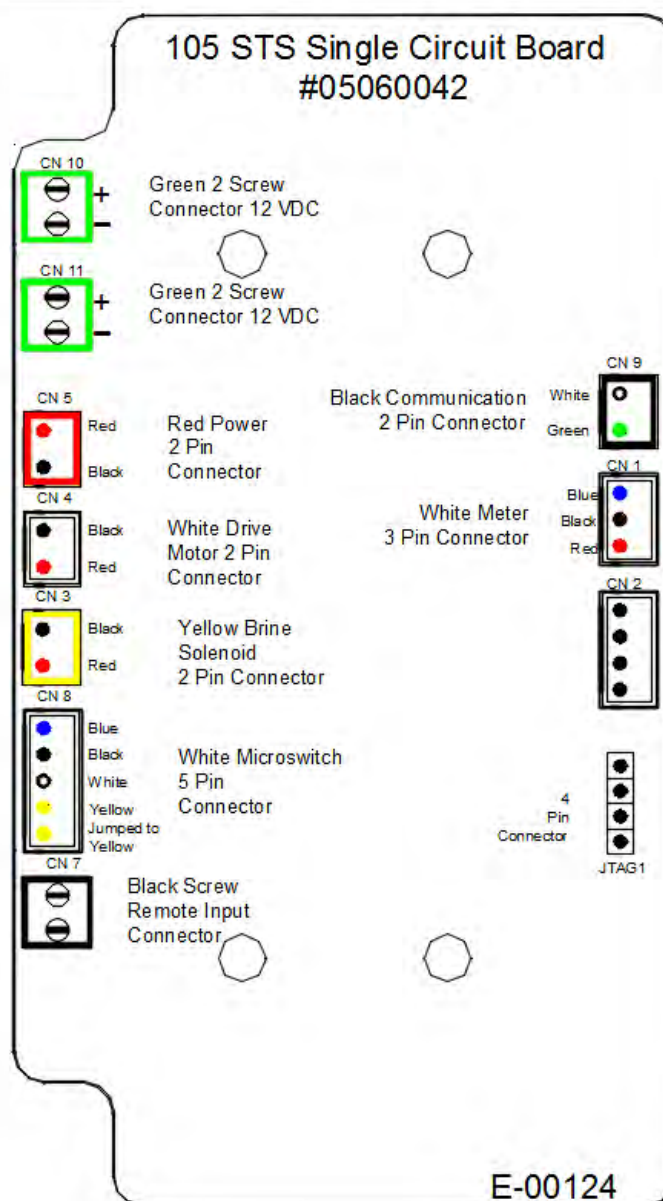 105 STS Single Circuit Board
#05060042
CN 10
+
-
Green 2 Screw
Connector 12 VDC
CN 11
+
-
Green 2 Screw
Connector 12 VDC
CN 5
Red
Black
Red Power
2 Pin
Connector
CN 4
Black
Red
White Drive
Motor 2 Pin
Connector
CN 3
Black
Red
Yellow Brine
Solenoid
2 Pin Connector
CN 8
Blue
Black
White
Yellow
Jumped to
Yellow
White Microswitch
5 Pin
Connector
CN 7
Black Screw
Remote Input
Connector
CN 9
White
Green
Black Communication
2 Pin Connector
CN 1
Blue
Black
Red
White Meter
3 Pin Connector
CN 2
4
Pin
Connector
JTAG1
E-00124